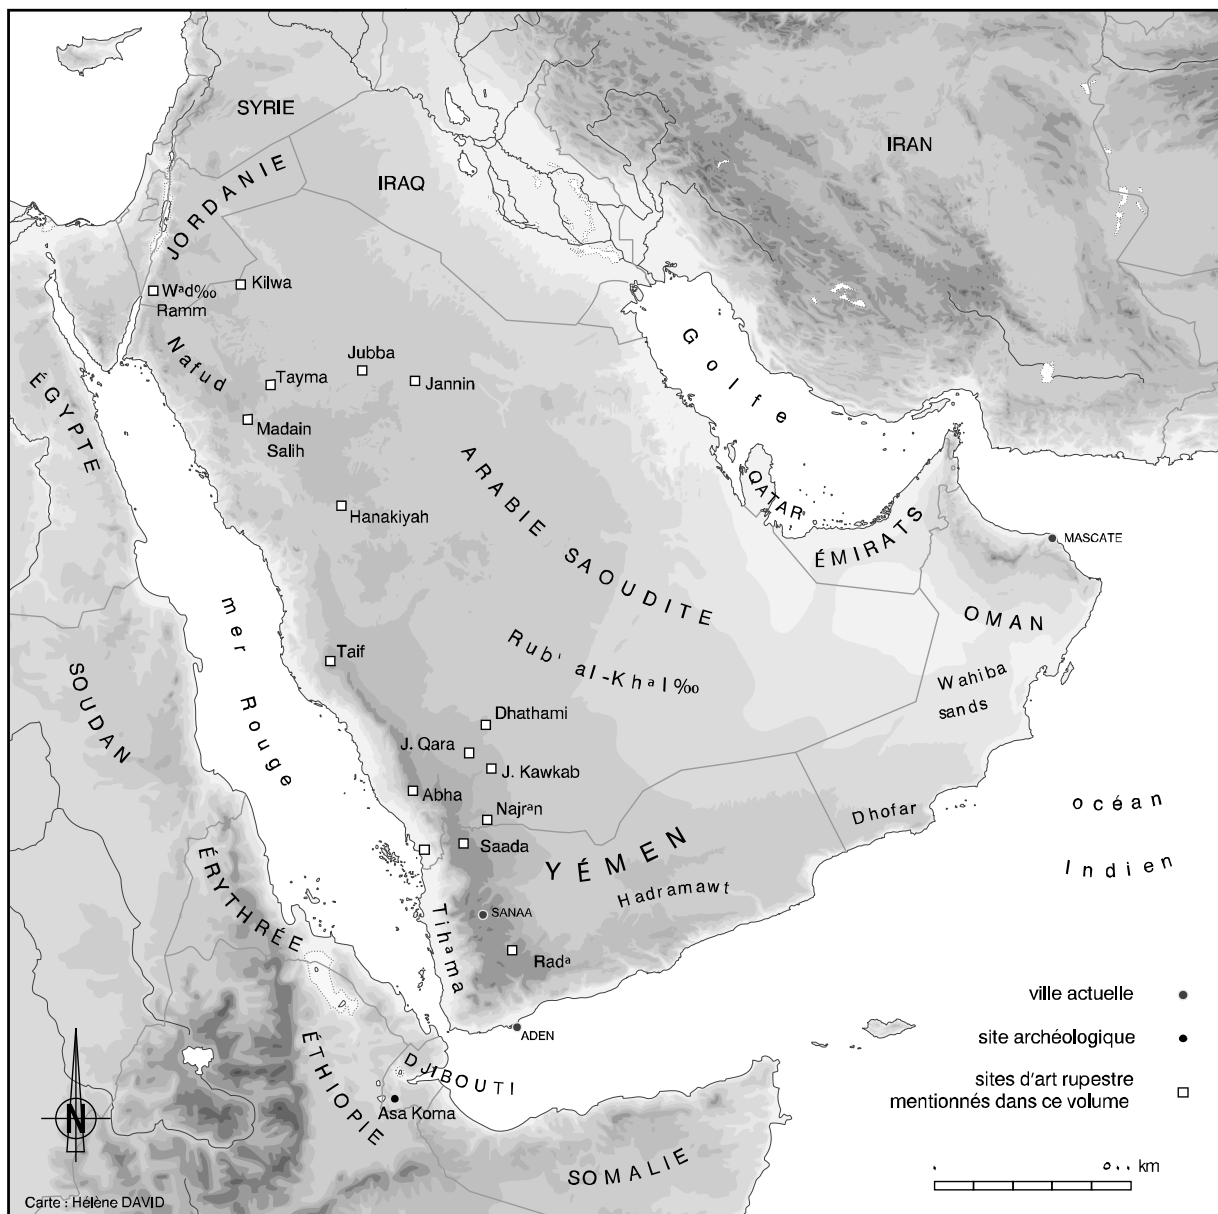 SYRIE
IRAN
JORDANIE
IRAQ
Kilwa
Wad‰
Ramm
Nafud
Jubba
Tayma
Jannin
Golfe
ÉGYPTE
Madain
Salih
ARABIE SAOUDITE
QATAR
Hanakiyah
ÉMIRATS
MASCATE
mer Rouge
OMAN
Taif
Rub' al-Khal‰
SOUDAN
Wahiba
sands
Dhathami
J. Qara
J. Kawkab
Abha
Najran
Dhofar
océan
Indien
Saada
YÉMEN
Hadramawt
ÉRYTHRÉE
SANAA
Tihama
Rada
ville actuelle
ADEN
site archéologique
ÉTHIOPIE
DJIBOUTI
sites d'art rupestre
mentionnés dans ce volume
Asa Koma
N
SOMALIE
km
Carte : Hélène DAVID